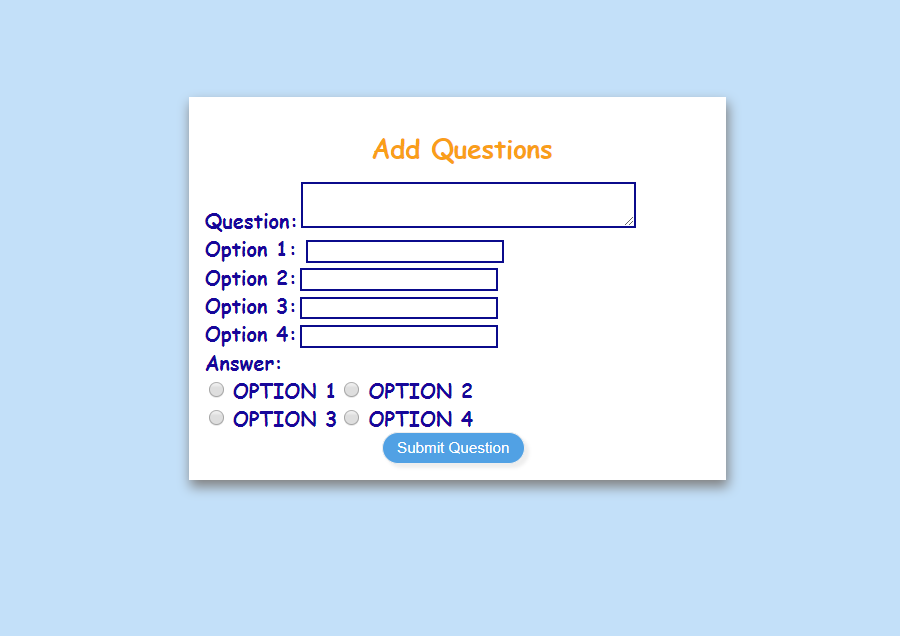 Add Questions
Question:
Option 1:
Option 2:
Option 3:
Option 4:
Answer:
OPTION 1 OPTION 2
OPTION 3 OPTION 4
Submit Question